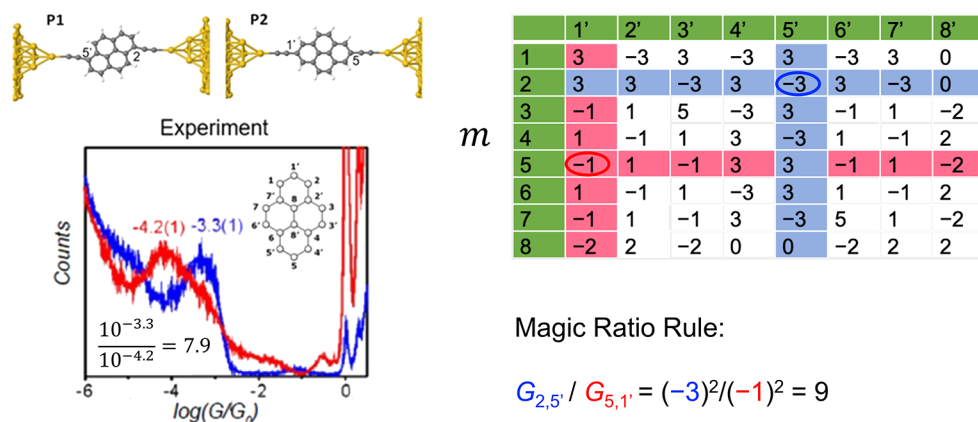 P1
P2
5'
2
1'
5'
Experiment
Counts
-4.2(1) -3.3(1)
1'
1 2
7' 8 2'
7 3
6' 8' 3'
6 4
5' 4'
5
10^−3.3 / 10^−4.2 = 7.9
-6 -4 -2 0
log(G/G₀)
m
1' 2' 3' 4' 5' 6' 7' 8'
1 3 −3 3 −3 3 −3 3 0
2 3 3 −3 3 −3 3 −3 0
3 −1 1 5 −3 3 −1 1 −2
4 1 −1 1 3 −3 1 −1 2
5 −1 1 −1 3 3 −1 1 −2
6 1 −1 1 −3 3 1 −1 2
7 −1 1 −1 3 −3 5 1 −2
8 −2 2 −2 0 0 −2 2 2
Magic Ratio Rule:
G2,5' / G5,1' = (−3)²/(−1)² = 9